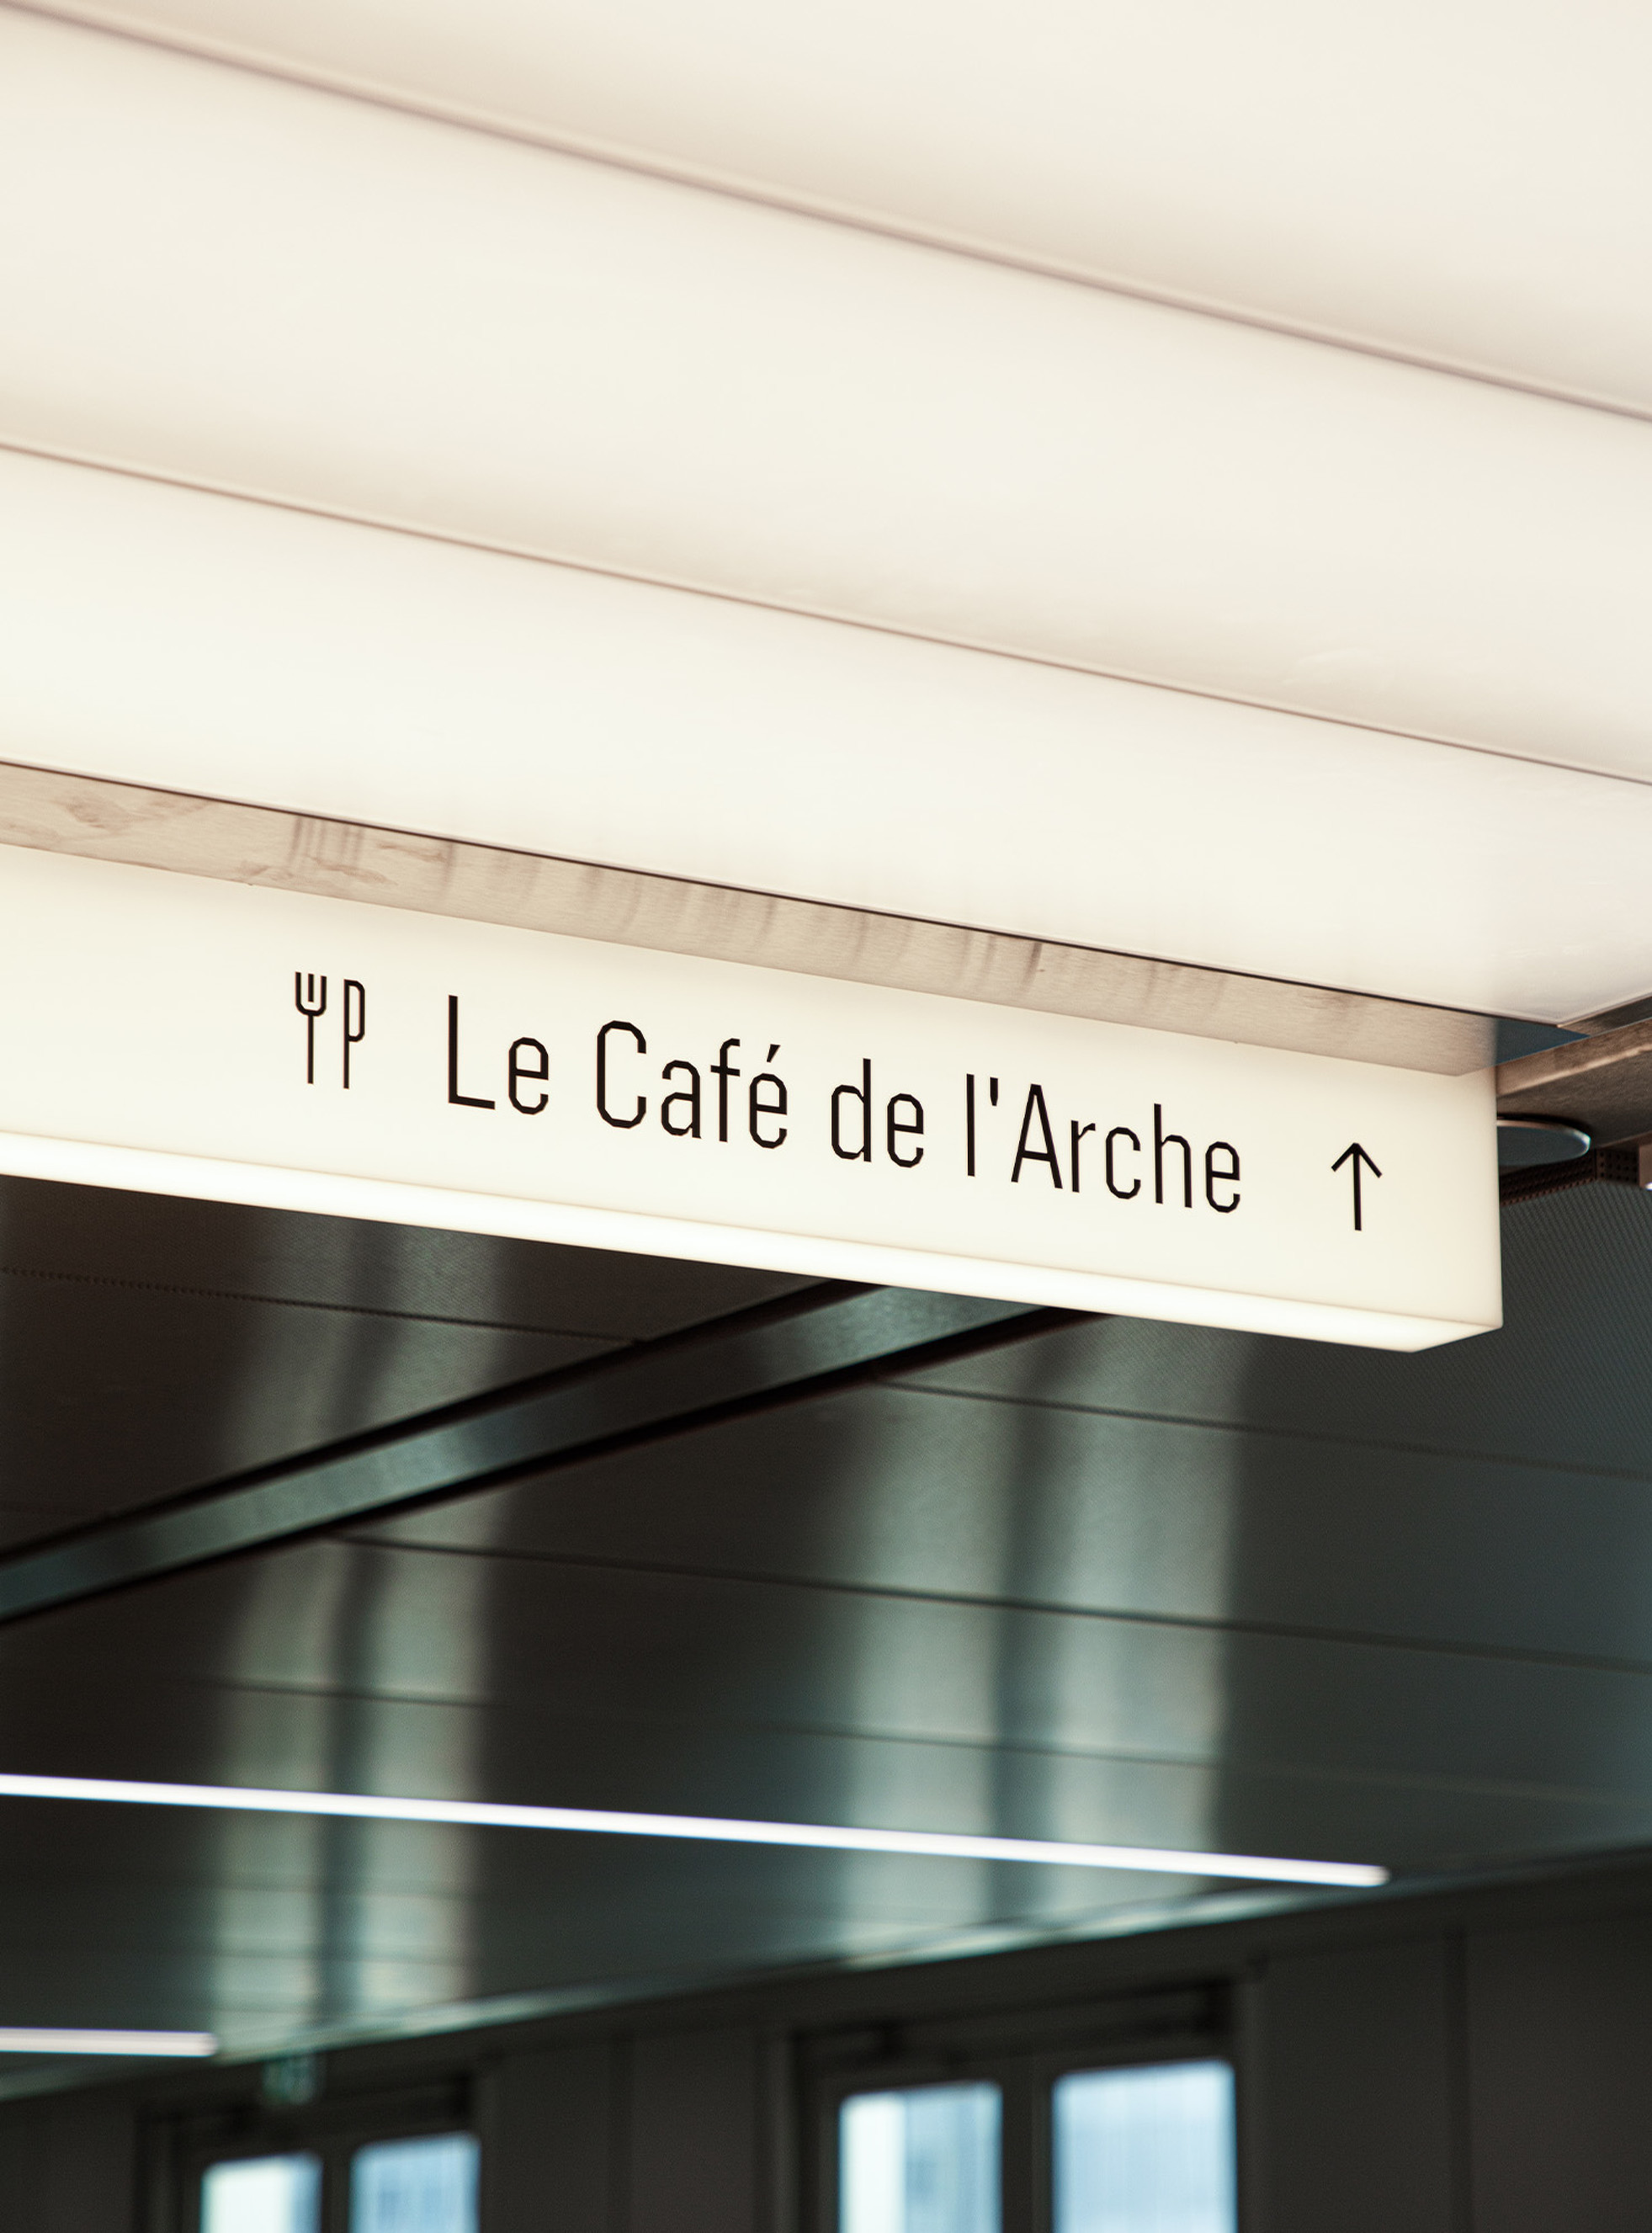 Le Café de l'Arche ↑